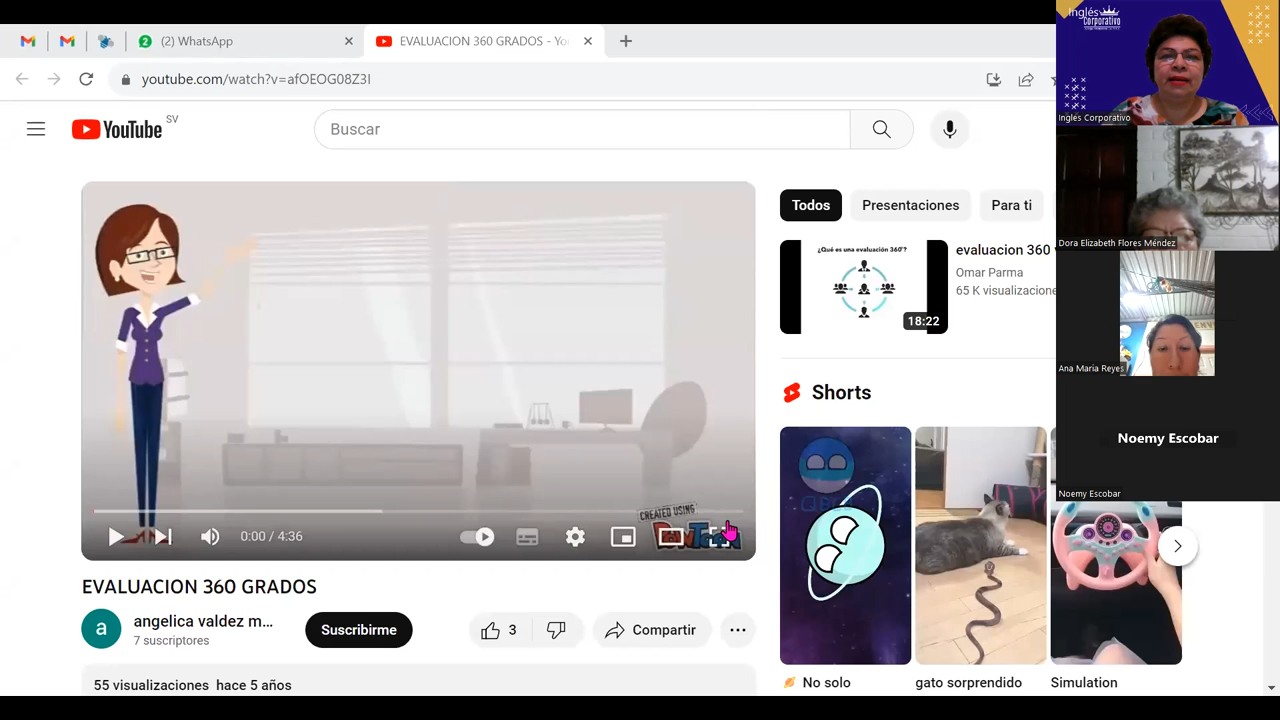 (2) WhatsApp
EVALUACION 360 GRADOS - Yo
youtube.com/watch?v=afOEOG08Z3I
YouTube SV
Buscar
Todos
Presentaciones
Para ti
¿Qué es una evaluación 360°?
18:22
evaluacion 360
Omar Parma
65 K visualizacione
Shorts
CREATED USING
0:00 / 4:36
EVALUACION 360 GRADOS
angelica valdez m...
7 suscriptores
Suscribirme
3
Compartir
55 visualizaciones hace 5 años
No solo
gato sorprendido
Simulation
Inglés
Corporativo
Inglés Corporativo
Dora Elizabeth Flores Méndez
Ana Maria Reyes
Noemy Escobar
Noemy Escobar